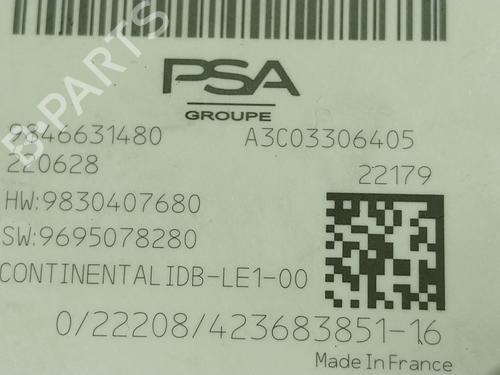 B-PARTS
PSA
GROUPE
9846631480 A3C03306405
220628 22179
HW:9830407680
SW:9695078280
CONTINENTAL IDB-LE1-00
0/22208/423683851-16
Made in France